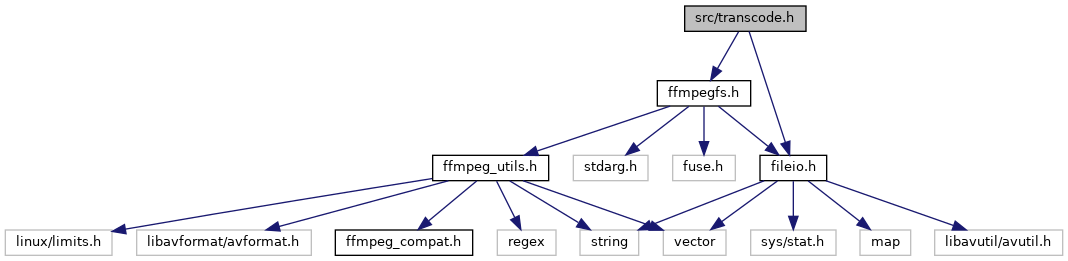 src/transcode.h
ffmpegfs.h
ffmpeg_utils.h
stdarg.h
fuse.h
fileio.h
linux/limits.h
libavformat/avformat.h
ffmpeg_compat.h
regex
string
vector
sys/stat.h
map
libavutil/avutil.h